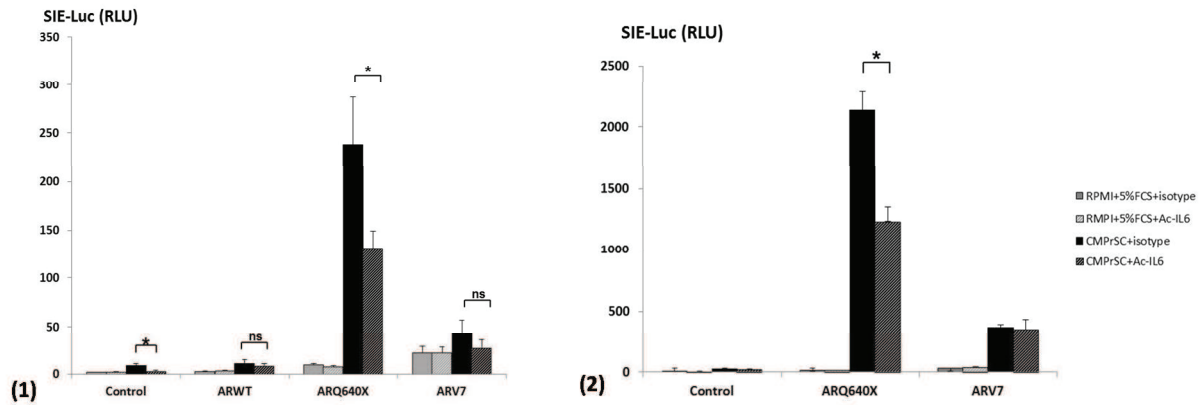 SIE-Luc (RLU)
350
300
250
200
150
100
50
0
*
*
ns
ns
Control
ARWT
ARQ640X
ARV7
(1)
SIE-Luc (RLU)
2500
2000
1500
1000
500
0
*
Control
ARQ640X
ARV7
(2)
RPMI+5%FCS+isotype
RMPI+5%FCS+Ac-IL6
CMPrSC+isotype
CMPrSC+Ac-IL6